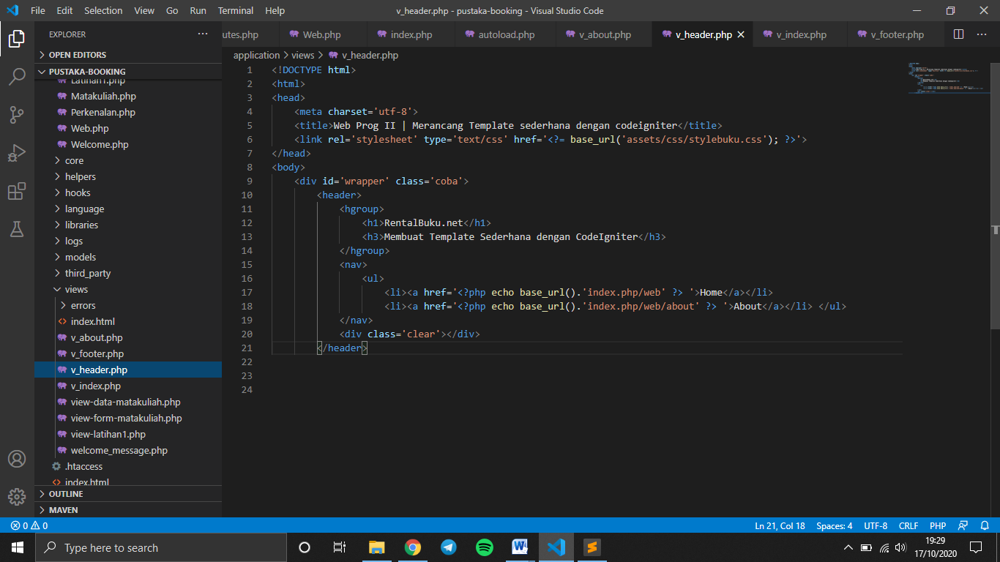 File Edit Selection View Go Run Terminal Help v_header.php - pustaka-booking - Visual Studio Code
EXPLORER ···
utes.php Web.php index.php autoload.php v_about.php v_header.php v_index.php v_footer.php ···
OPEN EDITORS
application > views > v_header.php
PUSTAKA-BOOKING
Latihan1.php
Matakuliah.php
Perkenalan.php
Web.php
Welcome.php
core
helpers
hooks
language
libraries
logs
models
third_party
views
errors
index.html
v_about.php
v_footer.php
v_header.php
v_index.php
view-data-matakuliah.php
view-form-matakuliah.php
view-latihan1.php
welcome_message.php
.htaccess
index.html
OUTLINE
MAVEN
1 <!DOCTYPE html>
2 <html>
3 <head>
4 <meta charset='utf-8'>
5 <title>Web Prog II | Merancang Template sederhana dengan codeigniter</title>
6 <link rel='stylesheet' type='text/css' href='<?= base_url('assets/css/stylebuku.css'); ?>'>
7 </head>
8 <body>
9 <div id='wrapper' class='coba'>
10 <header>
11 <hgroup>
12 <h1>RentalBuku.net</h1>
13 <h3>Membuat Template Sederhana dengan CodeIgniter</h3>
14 </hgroup>
15 <nav>
16 <ul>
17 <li><a href='<?php echo base_url().'index.php/web' ?> '>Home</a></li>
18 <li><a href='<?php echo base_url().'index.php/web/about' ?> '>About</a></li> </ul>
19 </nav>
20 <div class='clear'></div>
21 </header>
22
23
24
0 0 Ln 21, Col 18 Spaces: 4 UTF-8 CRLF PHP
Type here to search
19:29
17/10/2020